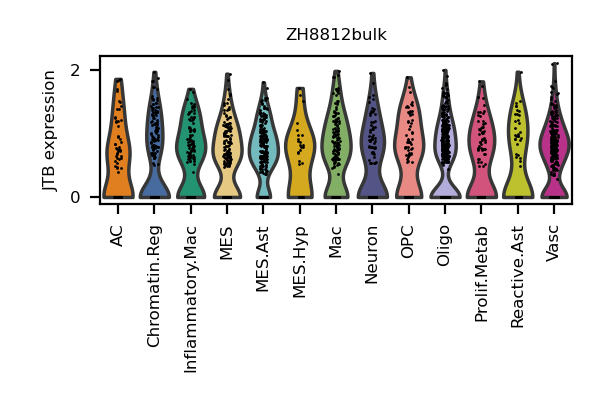 ZH8812bulk
JTB expression
2
0
AC
Chromatin.Reg
Inflammatory.Mac
MES
MES.Ast
MES.Hyp
Mac
Neuron
OPC
Oligo
Prolif.Metab
Reactive.Ast
Vasc